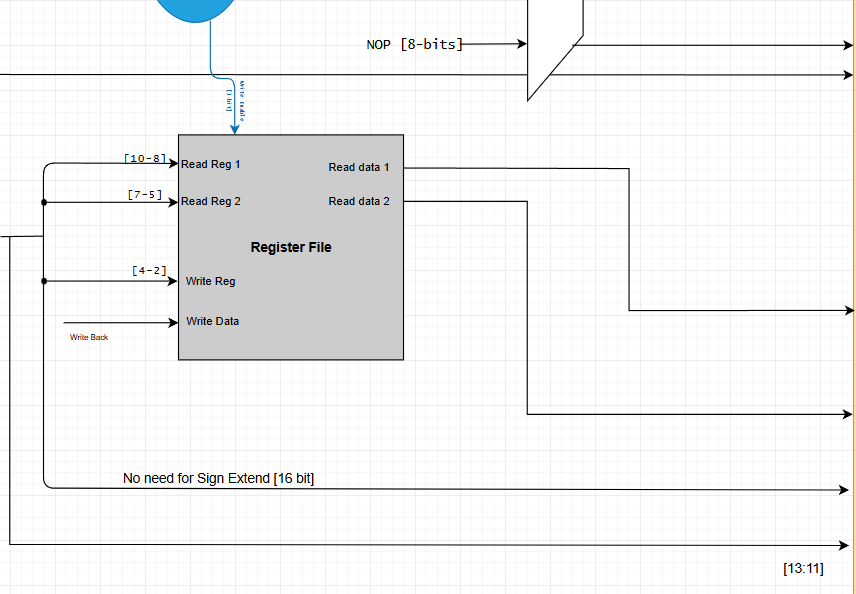 NOP [8-bits]
Write Enable
[1 bit]
[10-8]
Read Reg 1
Read data 1
[7-5]
Read Reg 2
Read data 2
Register File
[4-2]
Write Reg
Write Data
Write Back
No need for Sign Extend [16 bit]
[13:11]